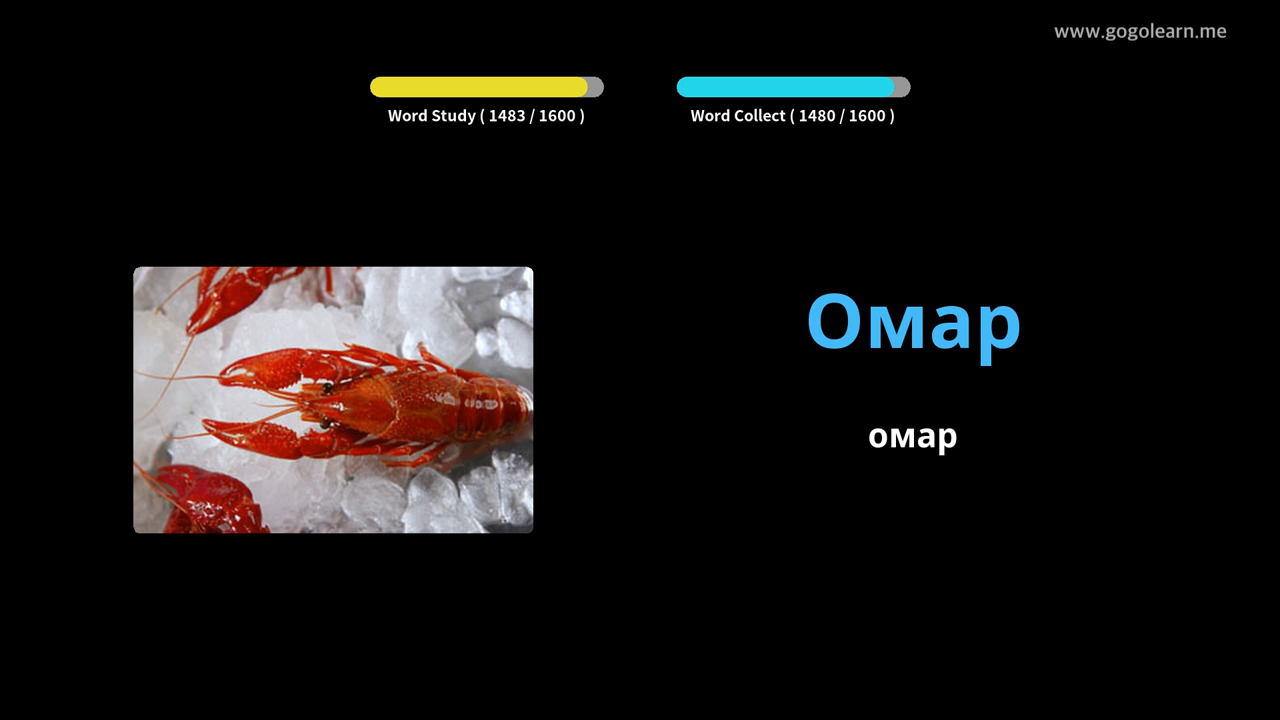 www.gogolearn.me
Word Study ( 1483 / 1600 )
Word Collect ( 1480 / 1600 )
Омар
омар